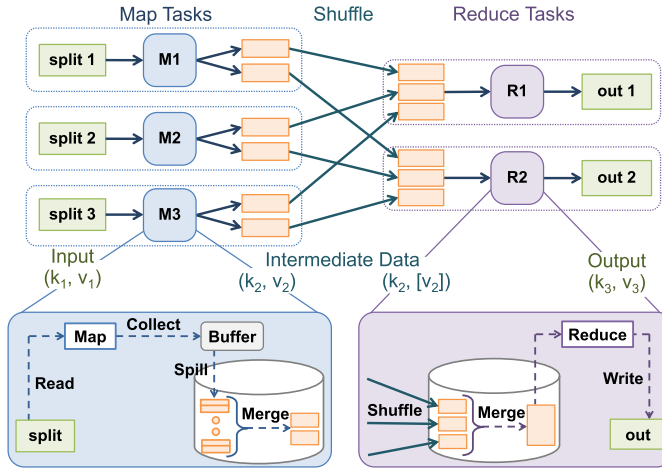 Map Tasks Shuffle Reduce Tasks
split 1 M1 R1 out 1
split 2 M2
split 3 M3 R2 out 2
Input Intermediate Data Output
(k1, v1) (k2, v2) (k2, [v2]) (k3, v3)
Collect
Map Buffer Reduce
Spill
Read Write
Merge Shuffle Merge
split out